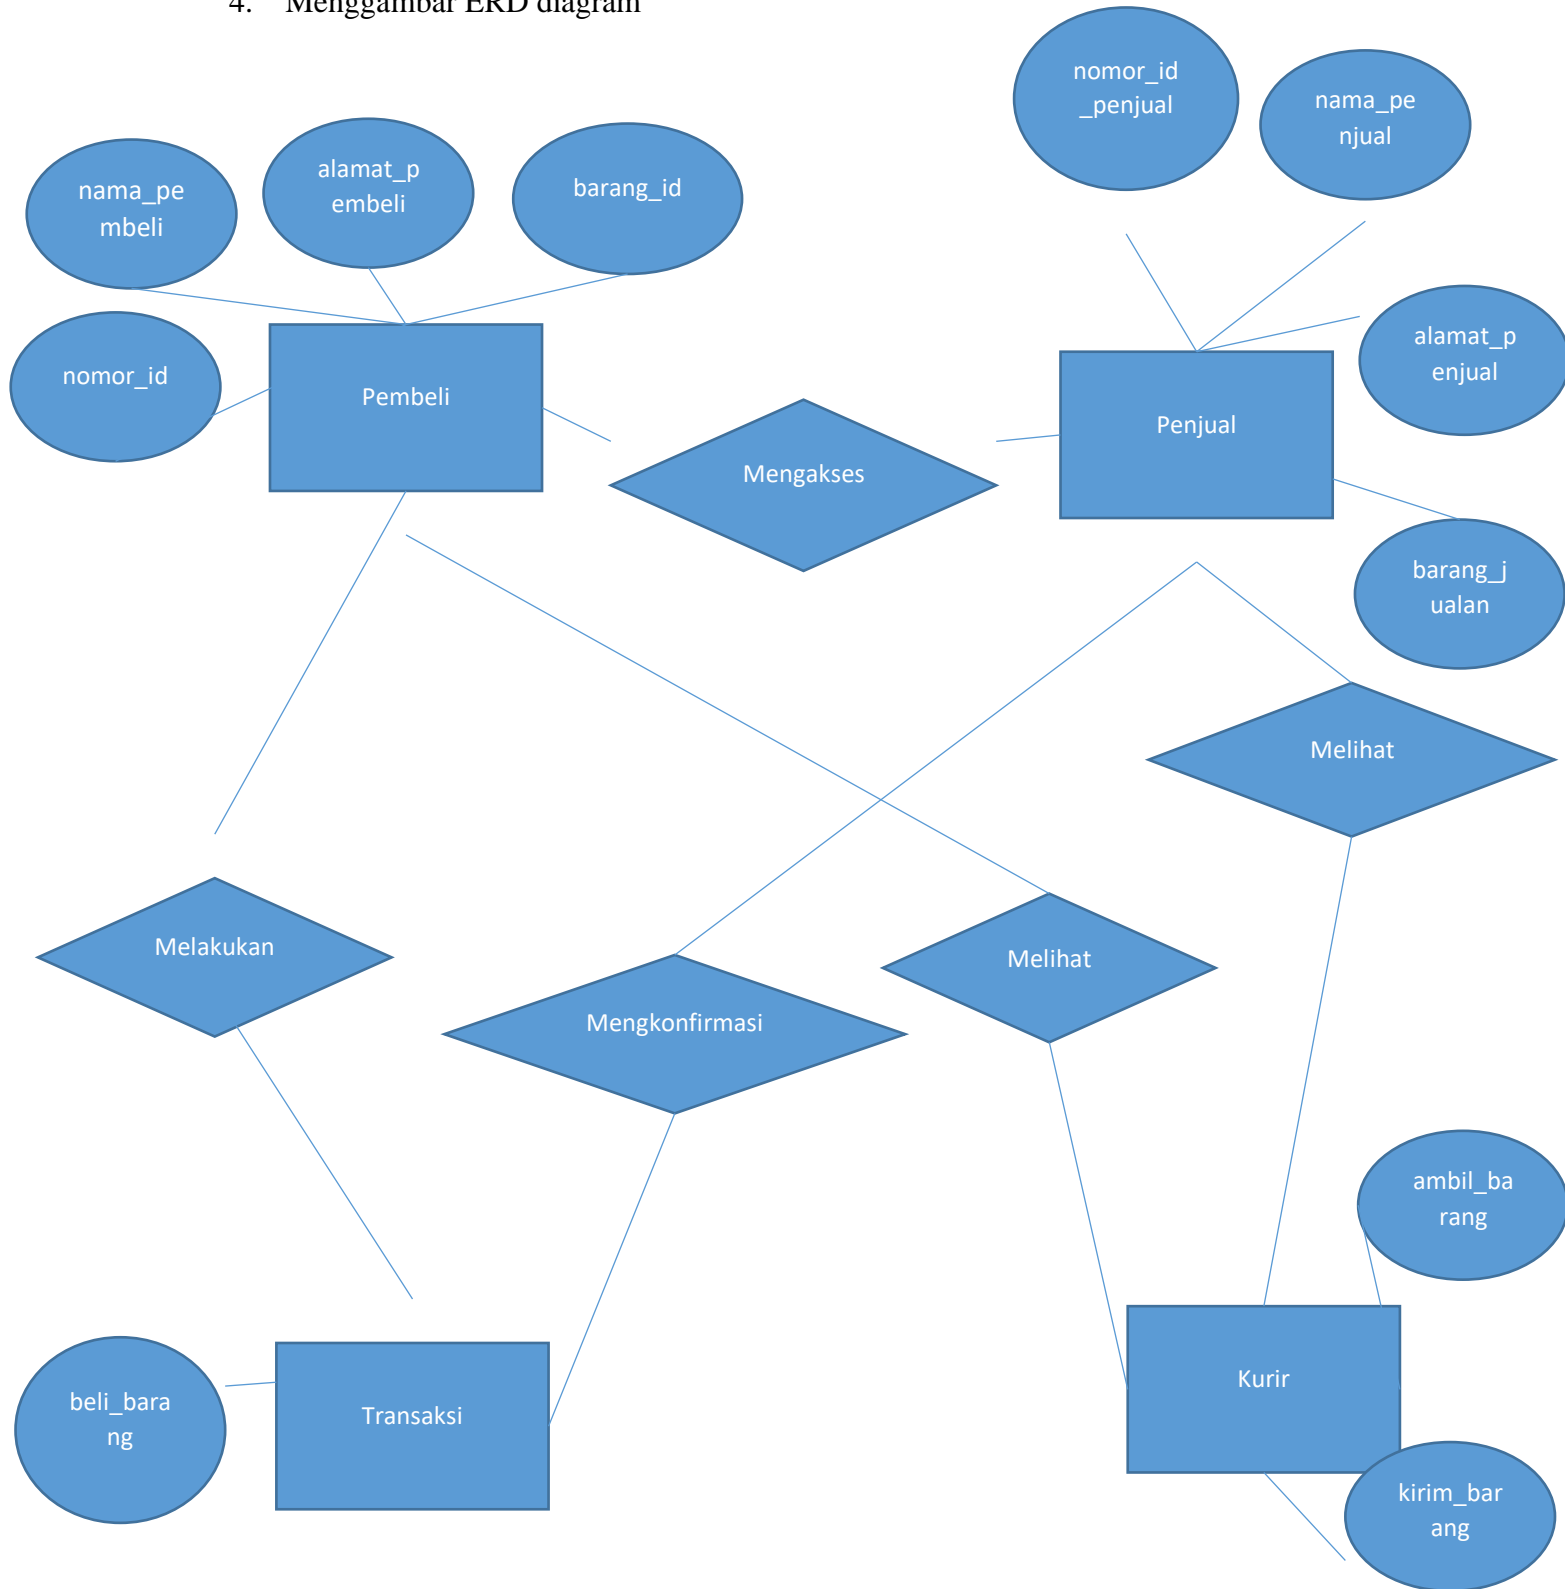 4. Menggambar ERD diagram
nomor_id
_penjual
nama_pe
njual
nama_pe
mbeli
alamat_p
embeli
barang_id
nomor_id
Pembeli
Mengakses
Penjual
alamat_p
enjual
barang_j
ualan
Melihat
Melakukan
Mengkonfirmasi
Melihat
ambil_ba
rang
beli_bara
ng
Transaksi
Kurir
kirim_bar
ang